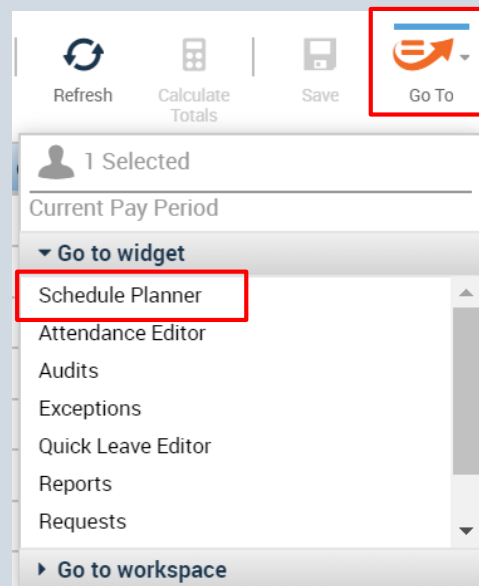 Refresh
Calculate
Totals
Save
Go To
1 Selected
Current Pay Period
Go to widget
Schedule Planner
Attendance Editor
Audits
Exceptions
Quick Leave Editor
Reports
Requests
Go to workspace